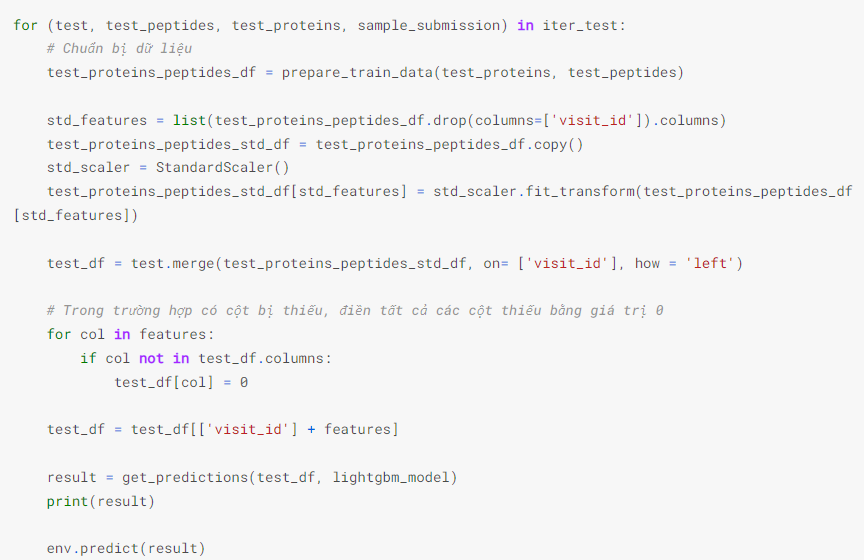 for (test, test_peptides, test_proteins, sample_submission) in iter_test:
    # Chuẩn bị dữ liệu
    test_proteins_peptides_df = prepare_train_data(test_proteins, test_peptides)

    std_features = list(test_proteins_peptides_df.drop(columns=['visit_id']).columns)
    test_proteins_peptides_std_df = test_proteins_peptides_df.copy()
    std_scaler = StandardScaler()
    test_proteins_peptides_std_df[std_features] = std_scaler.fit_transform(test_proteins_peptides_df
[std_features])

    test_df = test.merge(test_proteins_peptides_std_df, on= ['visit_id'], how = 'left')

    # Trong trường hợp có cột bị thiếu, điền tất cả các cột thiếu bằng giá trị 0
    for col in features:
        if col not in test_df.columns:
            test_df[col] = 0

    test_df = test_df[['visit_id'] + features]

    result = get_predictions(test_df, lightgbm_model)
    print(result)

    env.predict(result)